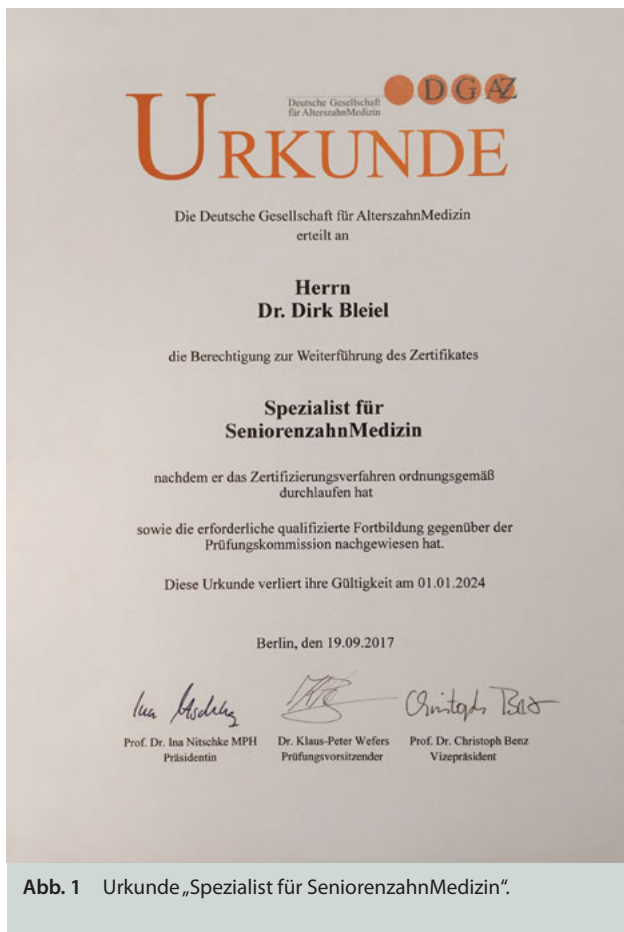 Deutsche Gesellschaft
für AlterszahnMedizin
DGAZ
URKUNDE
Die Deutsche Gesellschaft für AlterszahnMedizin
erteilt an
Herrn
Dr. Dirk Bleiel
die Berechtigung zur Weiterführung des Zertifikates
Spezialist für
SeniorenzahnMedizin
nachdem er das Zertifizierungsverfahren ordnungsgemäß
durchlaufen hat
sowie die erforderliche qualifizierte Fortbildung gegenüber der
Prüfungskommission nachgewiesen hat.
Diese Urkunde verliert ihre Gültigkeit am 01.01.2024
Berlin, den 19.09.2017
Ina Christoph Benz
Prof. Dr. Ina Nitschke MPH Dr. Klaus-Peter Wefers Prof. Dr. Christoph Benz
Präsidentin Prüfungsvorsitzender Vizepräsident
Abb. 1 Urkunde „Spezialist für SeniorenzahnMedizin“.